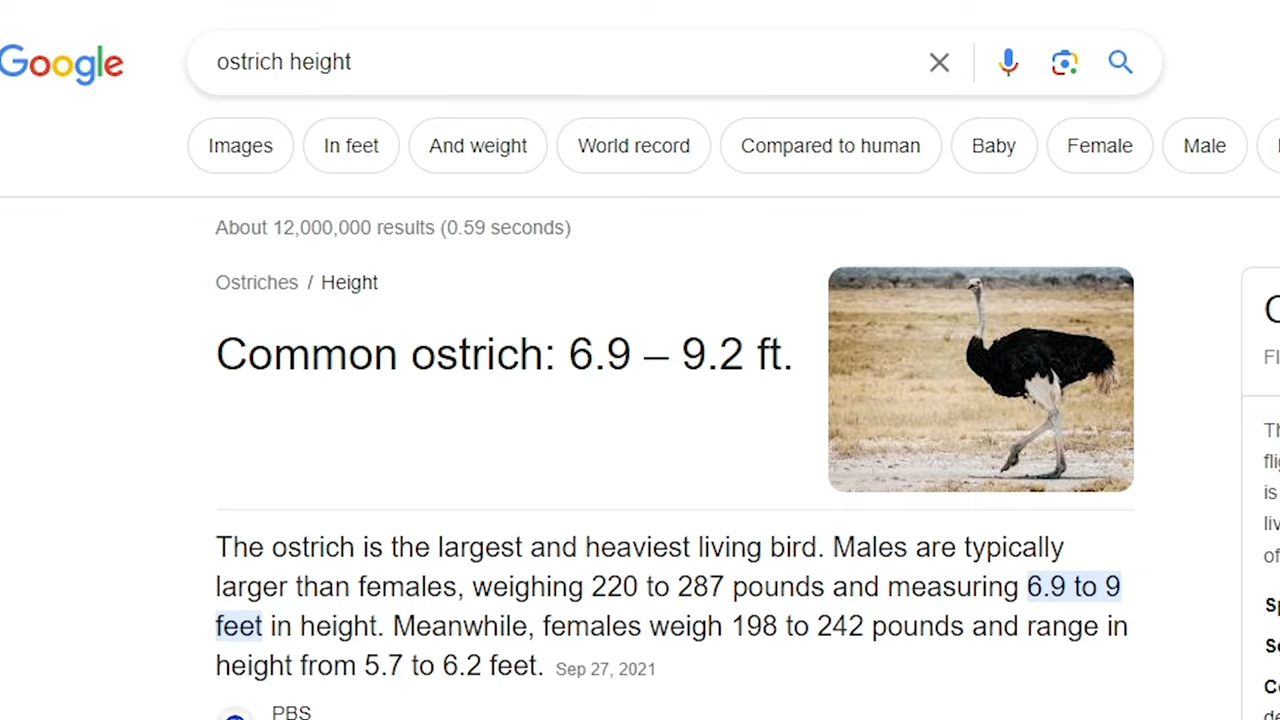 Google
ostrich height
Images
In feet
And weight
World record
Compared to human
Baby
Female
Male
About 12,000,000 results (0.59 seconds)
Ostriches / Height
Common ostrich: 6.9 – 9.2 ft.
The ostrich is the largest and heaviest living bird. Males are typically
larger than females, weighing 220 to 287 pounds and measuring 6.9 to 9
feet in height. Meanwhile, females weigh 198 to 242 pounds and range in
height from 5.7 to 6.2 feet. Sep 27, 2021
PBS